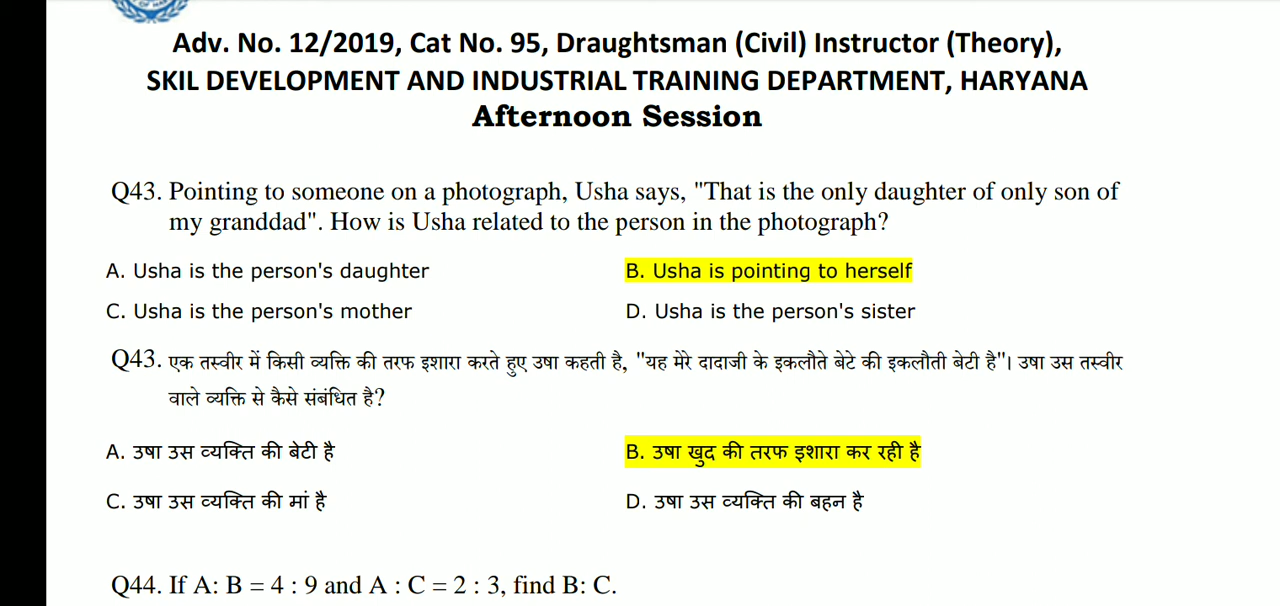 Adv. No. 12/2019, Cat No. 95, Draughtsman (Civil) Instructor (Theory),
SKIL DEVELOPMENT AND INDUSTRIAL TRAINING DEPARTMENT, HARYANA
Afternoon Session
Q43. Pointing to someone on a photograph, Usha says, "That is the only daughter of only son of
my granddad". How is Usha related to the person in the photograph?
A. Usha is the person's daughter B. Usha is pointing to herself
C. Usha is the person's mother D. Usha is the person's sister
Q43. एक तस्वीर में किसी व्यक्ति की तरफ इशारा करते हुए उषा कहती है, "यह मेरे दादाजी के इकलौते बेटे की इकलौती बेटी है"। उषा उस तस्वीर
वाले व्यक्ति से कैसे संबंधित है?
A. उषा उस व्यक्ति की बेटी है B. उषा खुद की तरफ इशारा कर रही है
C. उषा उस व्यक्ति की मां है D. उषा उस व्यक्ति की बहन है
Q44. If A: B = 4 : 9 and A : C = 2 : 3, find B: C.